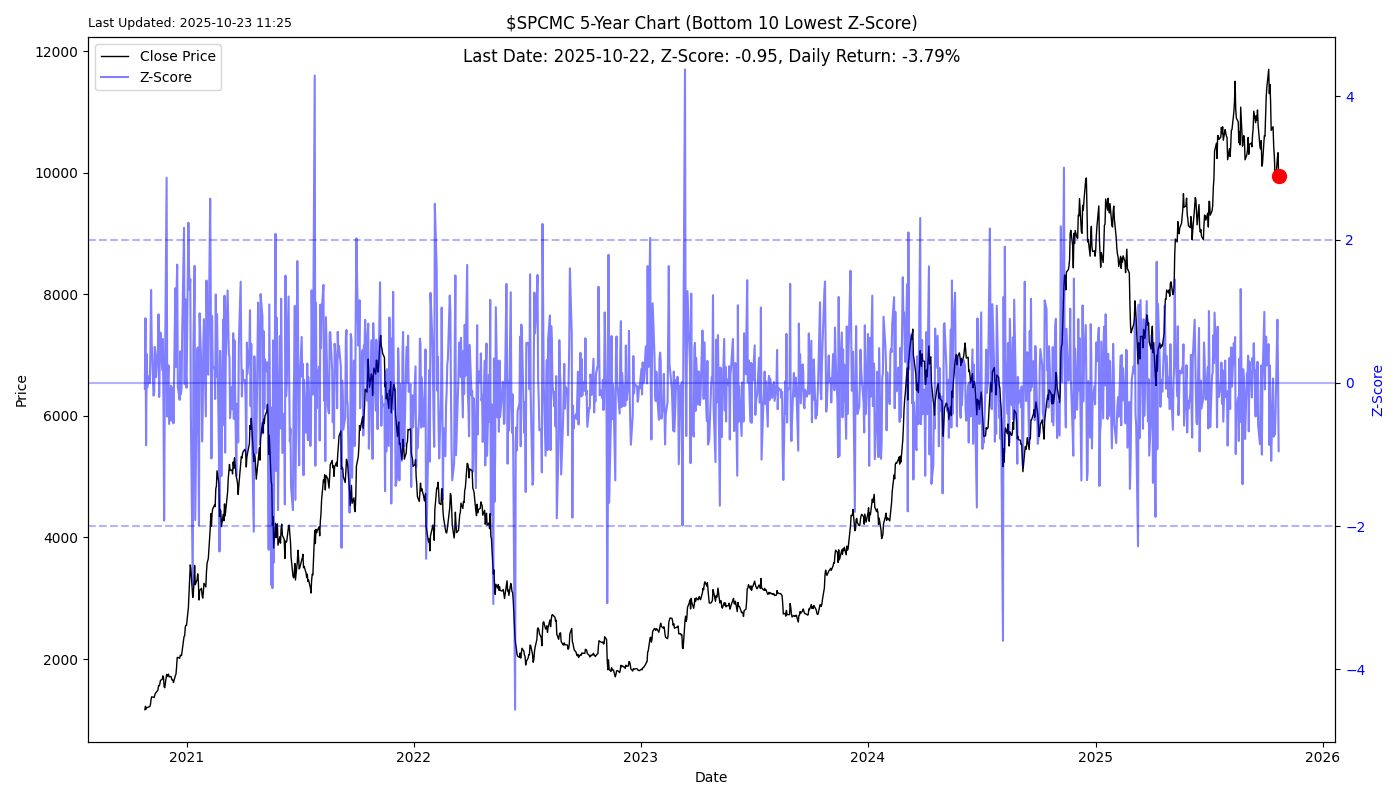 Last Updated: 2025-10-23 11:25
$SPCMC 5-Year Chart (Bottom 10 Lowest Z-Score)
Last Date: 2025-10-22, Z-Score: -0.95, Daily Return: -3.79%
Close Price
Z-Score
12000
10000
8000
6000
4000
2000
Price
4
2
0
−2
−4
Z-Score
2021
2022
2023
2024
2025
2026
Date